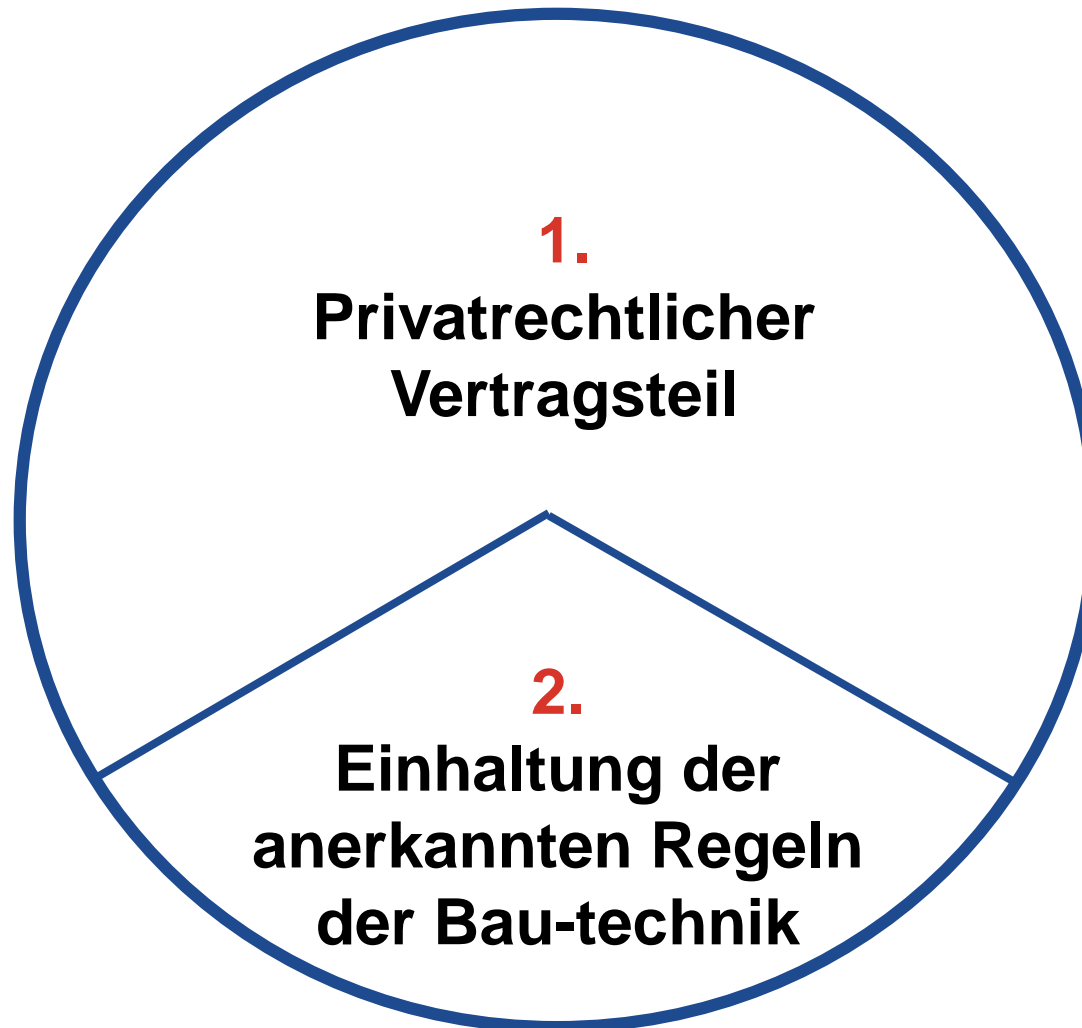 1.
Privatrechtlicher
Vertragsteil
2.
Einhaltung der
anerkannten Regeln
der Bau-technik